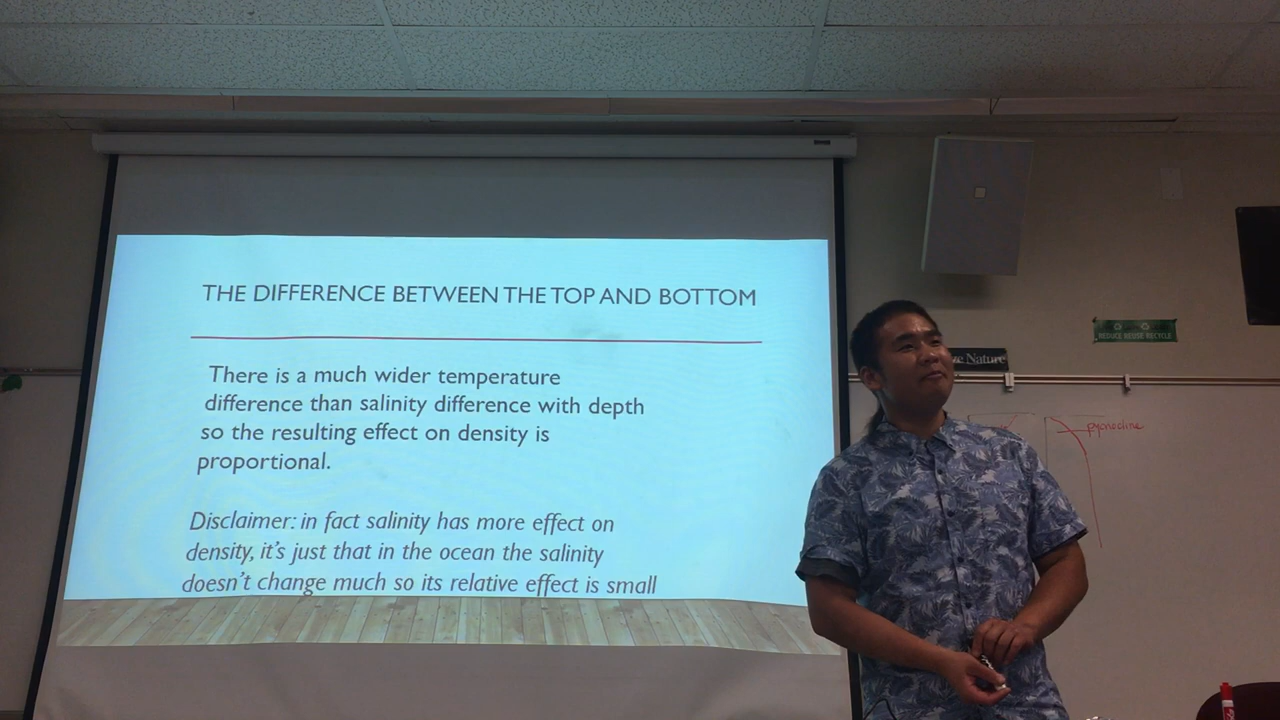 THE DIFFERENCE BETWEEN THE TOP AND BOTTOM
There is a much wider temperature
difference than salinity difference with depth
so the resulting effect on density is
proportional.
Disclaimer: in fact salinity has more effect on
density, it's just that in the ocean the salinity
doesn't change much so its relative effect is small
REDUCE REUSE RECYCLE
Nature
pycnocline